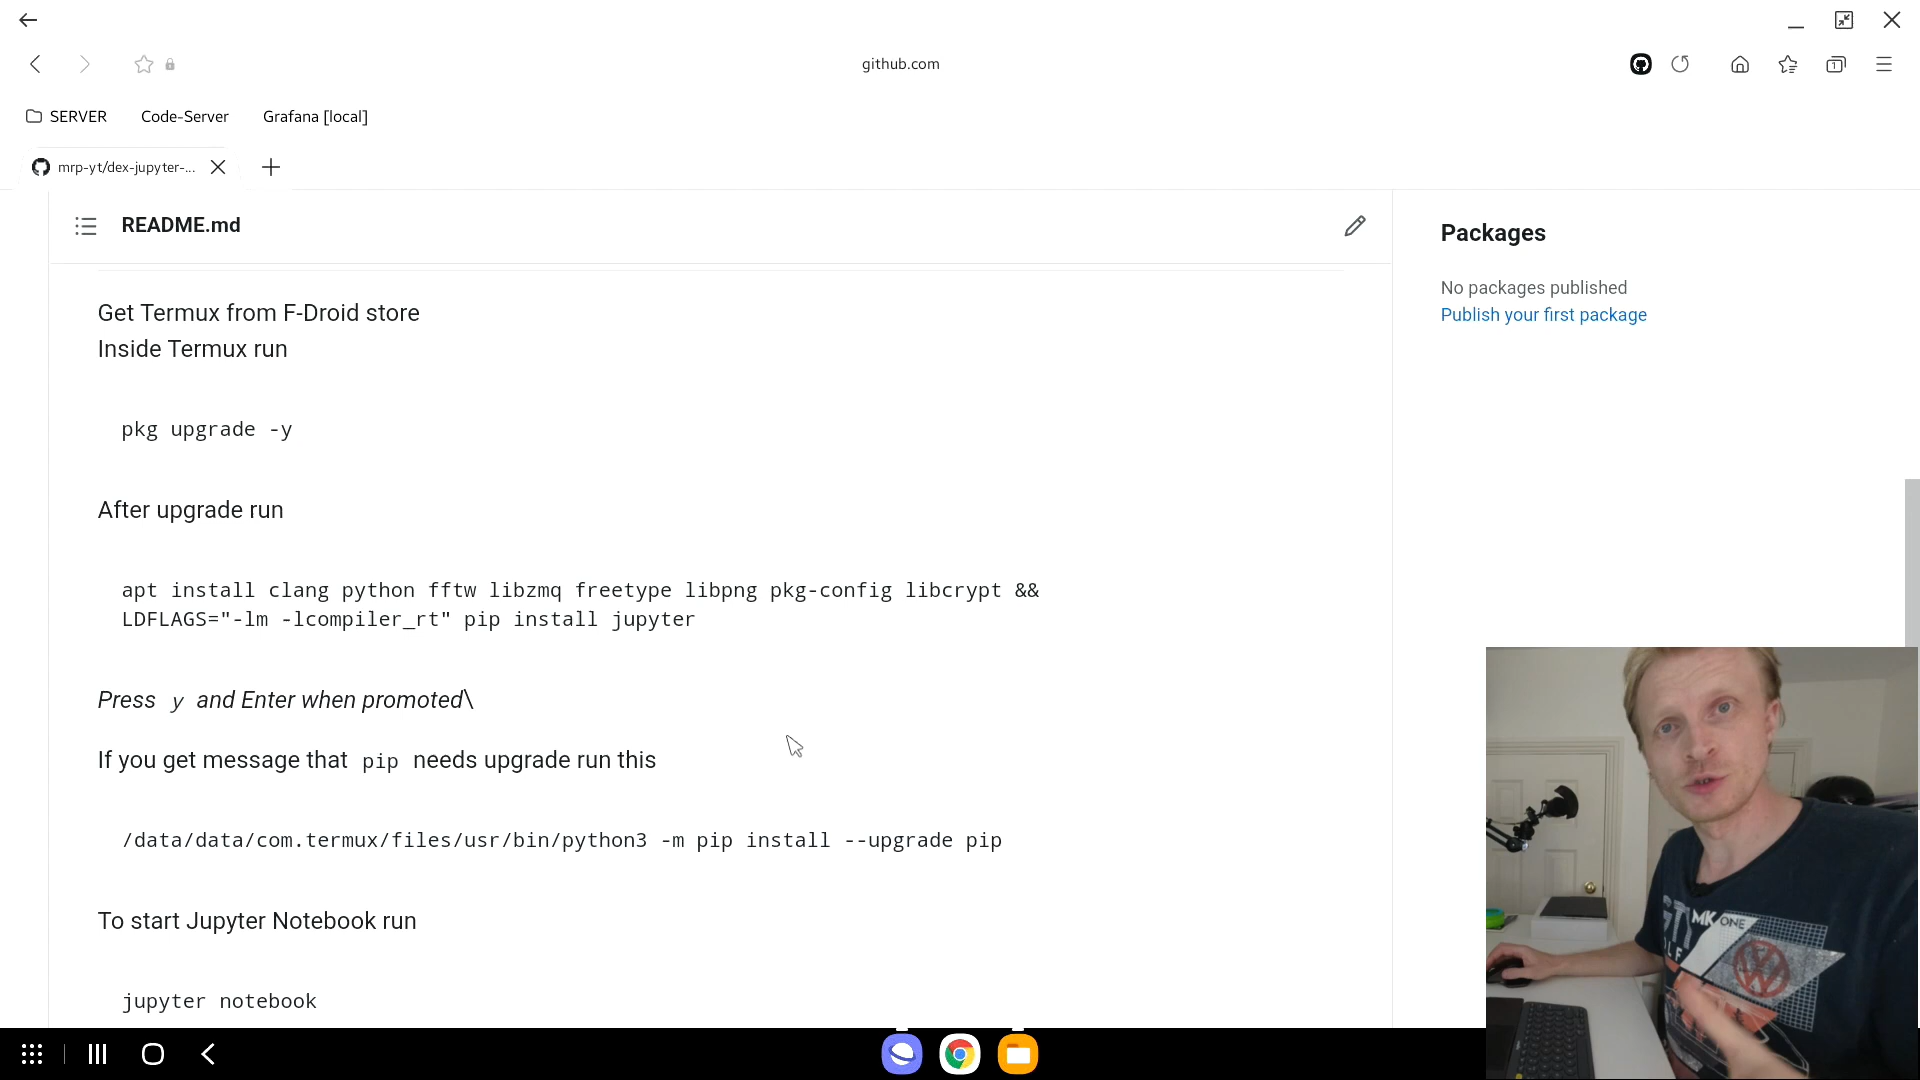 github.com
1
SERVER
Code-Server
Grafana [local]
mrp-yt/dex-jupyter-...
README.md
Get Termux from F-Droid store
Inside Termux run
pkg upgrade -y
After upgrade run
apt install clang python fftw libzmq freetype libpng pkg-config libcrypt &&
LDFLAGS="-lm -lcompiler_rt" pip install jupyter
Press y and Enter when promoted\
If you get message that pip needs upgrade run this
/data/data/com.termux/files/usr/bin/python3 -m pip install --upgrade pip
To start Jupyter Notebook run
jupyter notebook
Packages
No packages published
Publish your first package
MK ONE